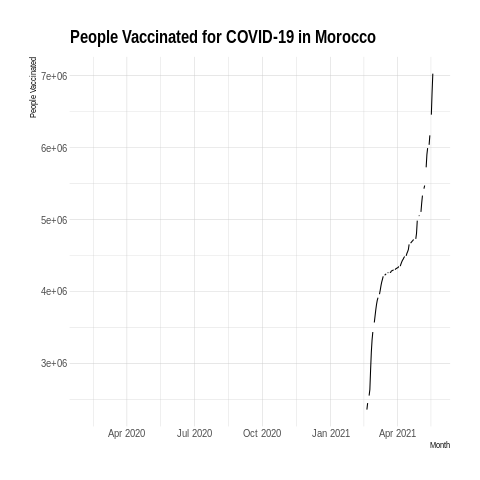 People Vaccinated for COVID-19 in Morocco
People Vaccinated
7e+06
6e+06
5e+06
4e+06
3e+06
Apr 2020 Jul 2020 Oct 2020 Jan 2021 Apr 2021
Month